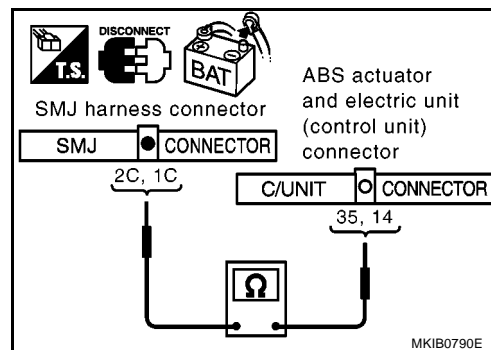 DISCONNECT
T.S.
BAT
SMJ harness connector
SMJ CONNECTOR
2C, 1C
ABS actuator
and electric unit
(control unit)
connector
C/UNIT CONNECTOR
35, 14
Ω
MKIB0790E